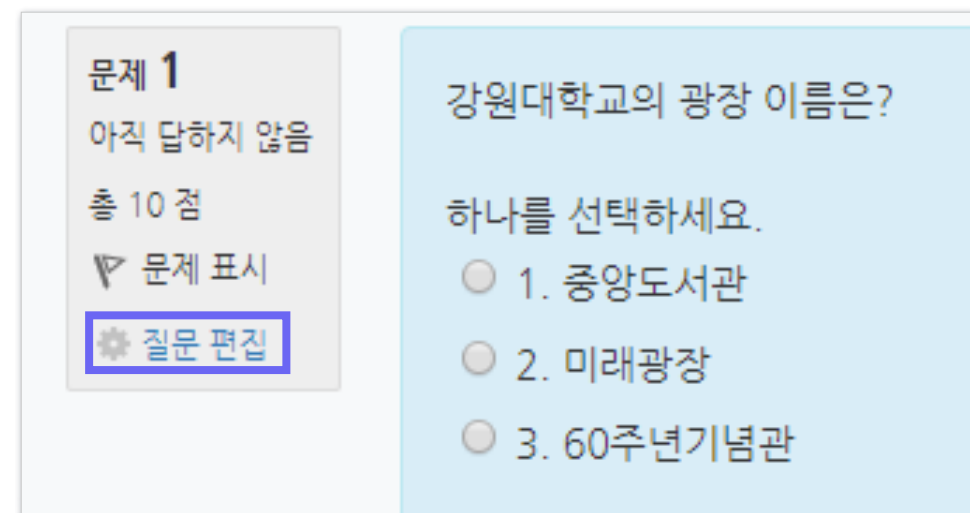 문제 1
아직 답하지 않음
총 10 점
문제 표시
질문 편집
강원대학교의 광장 이름은?
하나를 선택하세요.
1. 중앙도서관
2. 미래광장
3. 60주년기념관